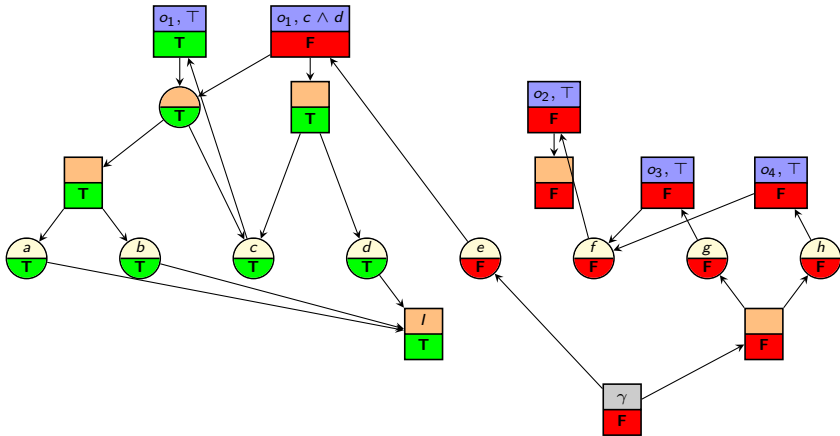 o₁, ⊤
T
o₁, c ∧ d
F
T
T
o₂, ⊤
F
T
F
o₃, ⊤
F
o₄, ⊤
F
a
T
b
T
c
T
d
T
e
F
f
F
g
F
h
F
I
T
F
γ
F